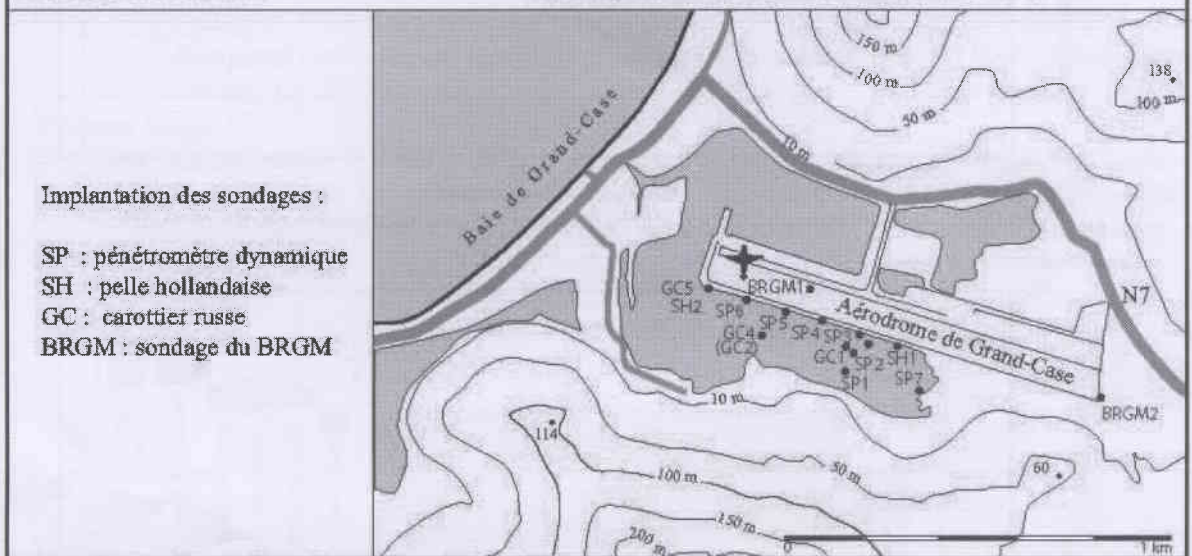 Implantation des sondages :
SP : pénétromètre dynamique
SH : pelle hollandaise
GC : carottier russe
BRGM : sondage du BRGM
Baie de Grand-Case
150 m
100 m
50 m
10 m
138
100 m
N7
GC5
SH2
BRGM1
SP6
SP5
SP4
SP3
GC4
(GC2)
GC1
SP2
SH1
SP1
SP7
Aérodrome de Grand-Case
BRGM2
10 m
114
100 m
50 m
60
150 m
200 m
0
1 km